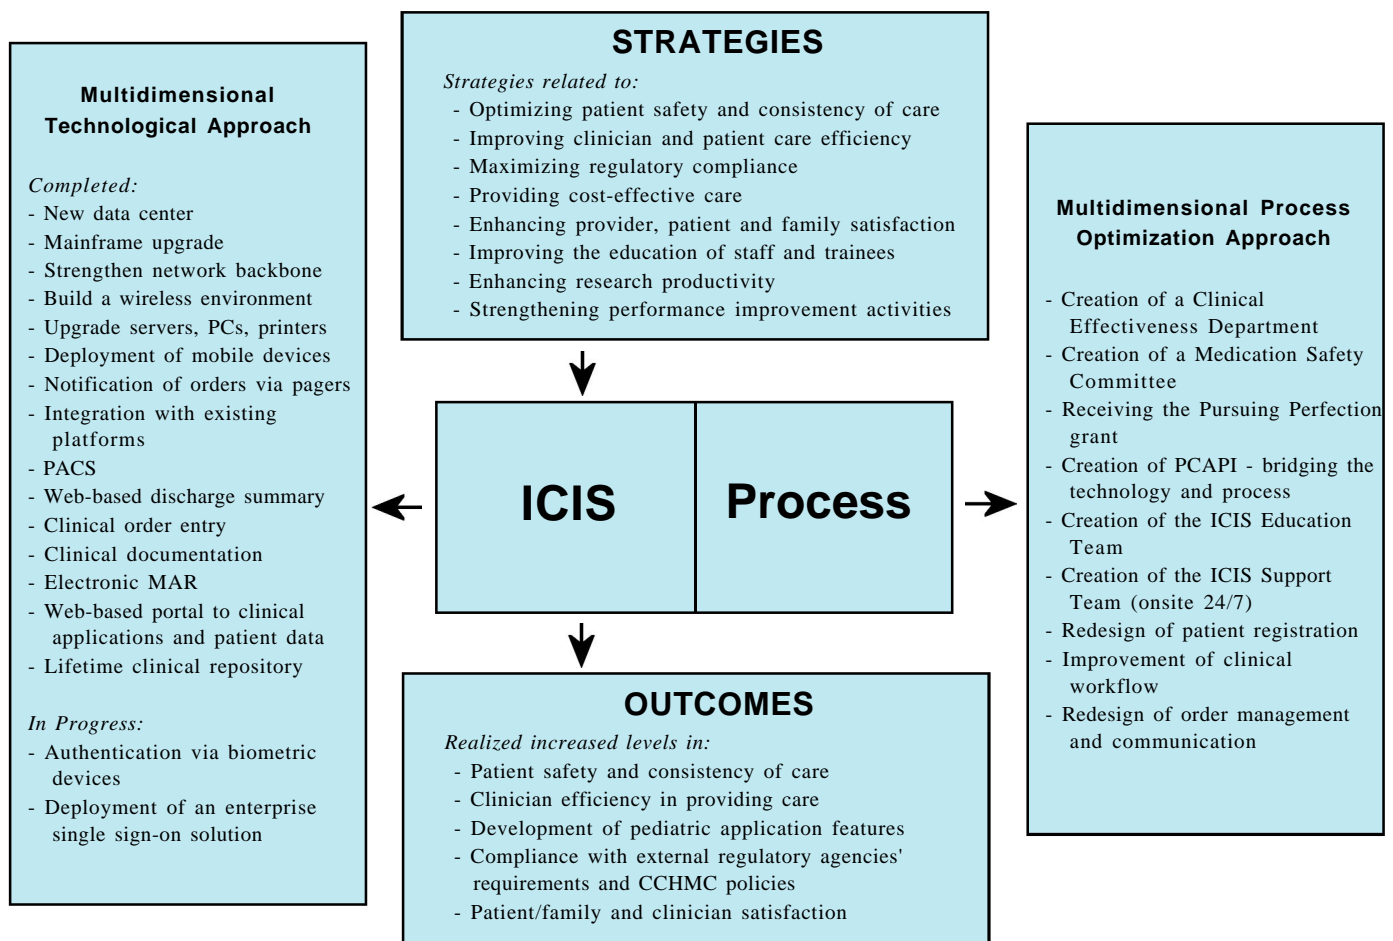 STRATEGIES
Strategies related to:
- Optimizing patient safety and consistency of care
- Improving clinician and patient care efficiency
- Maximizing regulatory compliance
- Providing cost-effective care
- Enhancing provider, patient and family satisfaction
- Improving the education of staff and trainees
- Enhancing research productivity
- Strengthening performance improvement activities
Multidimensional
Technological Approach
Completed:
- New data center
- Mainframe upgrade
- Strengthen network backbone
- Build a wireless environment
- Upgrade servers, PCs, printers
- Deployment of mobile devices
- Notification of orders via pagers
- Integration with existing
platforms
- PACS
- Web-based discharge summary
- Clinical order entry
- Clinical documentation
- Electronic MAR
- Web-based portal to clinical
applications and patient data
- Lifetime clinical repository
In Progress:
- Authentication via biometric
devices
- Deployment of an enterprise
single sign-on solution
ICIS
Process
Multidimensional Process
Optimization Approach
- Creation of a Clinical
Effectiveness Department
- Creation of a Medication Safety
Committee
- Receiving the Pursuing Perfection
grant
- Creation of PCAPI - bridging the
technology and process
- Creation of the ICIS Education
Team
- Creation of the ICIS Support
Team (onsite 24/7)
- Redesign of patient registration
- Improvement of clinical
workflow
- Redesign of order management
and communication
OUTCOMES
Realized increased levels in:
- Patient safety and consistency of care
- Clinician efficiency in providing care
- Development of pediatric application features
- Compliance with external regulatory agencies'
requirements and CCHMC policies
- Patient/family and clinician satisfaction